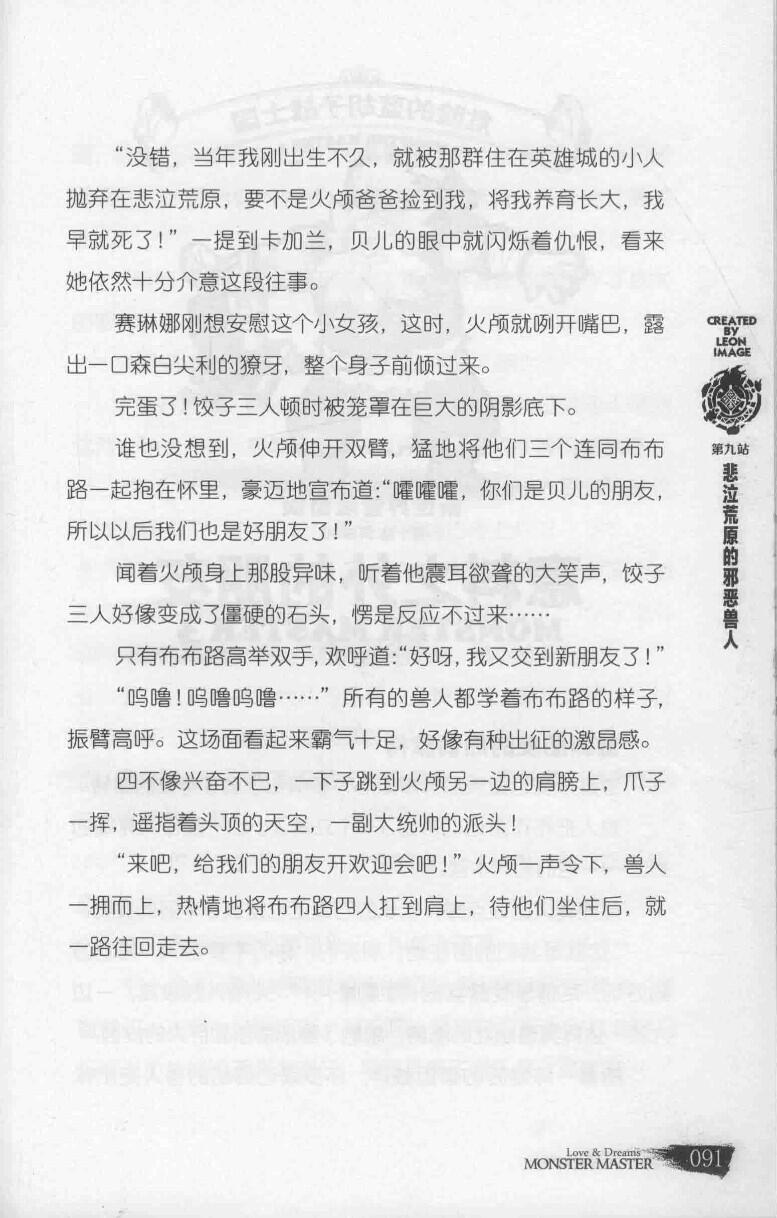 “没错，当年我刚出生不久，就被那群住在英雄城的小人
抛弃在悲泣荒原，要不是火颅爸爸捡到我，将我养育长大，我
早就死了！”一提到卡加兰，贝儿的眼中就闪烁着仇恨，看来
她依然十分介意这段往事。
赛琳娜刚想安慰这个小女孩，这时，火颅就咧开嘴巴，露
出一口森白尖利的獠牙，整个身子前倾过来。
完蛋了！饺子三人顿时被笼罩在巨大的阴影底下。
谁也没想到，火颅伸开双臂，猛地将他们三个连同布布
路一起抱在怀里，豪迈地宣布道：“嚯嚯嚯，你们是贝儿的朋友，
所以以后我们也是好朋友了！”
闻着火颅身上那股异味，听着他震耳欲聋的大笑声，饺子
三人好像变成了僵硬的石头，愣是反应不过来……
只有布布路高举双手，欢呼道：“好呀，我又交到新朋友了！”
“呜噜！呜噜呜噜……”所有的兽人都学着布布路的样子，
振臂高呼。这场面看起来霸气十足，好像有种出征的激昂感。
四不像兴奋不已，一下子跳到火颅另一边的肩膀上，爪子
一挥，遥指着头顶的天空，一副大统帅的派头！
“来吧，给我们的朋友开欢迎会吧！”火颅一声令下，兽人
一拥而上，热情地将布布路四人扛到肩上，待他们坐住后，就
一路往回走去。
CREATED
BY
LEON
IMAGE
第九站
悲泣荒原的邪恶兽人
Love & Dreams
MONSTER MASTER
091